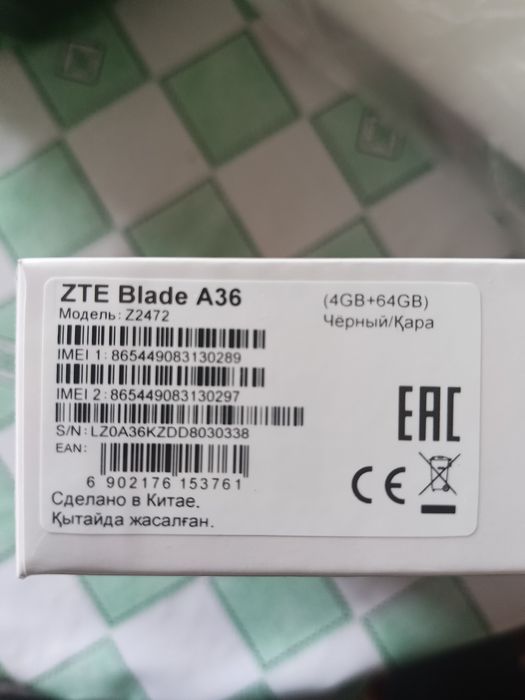 ZTE Blade A36
(4GB+64GB)
Модель: Z2472
Чёрный/Қара
IMEI 1: 865449083130289
IMEI 2: 865449083130297
S/N: LZ0A36KZDD8030338
EAC
EAN:
6 902176 153761
CE
Сделано в Китае.
Қытайда жасалған.